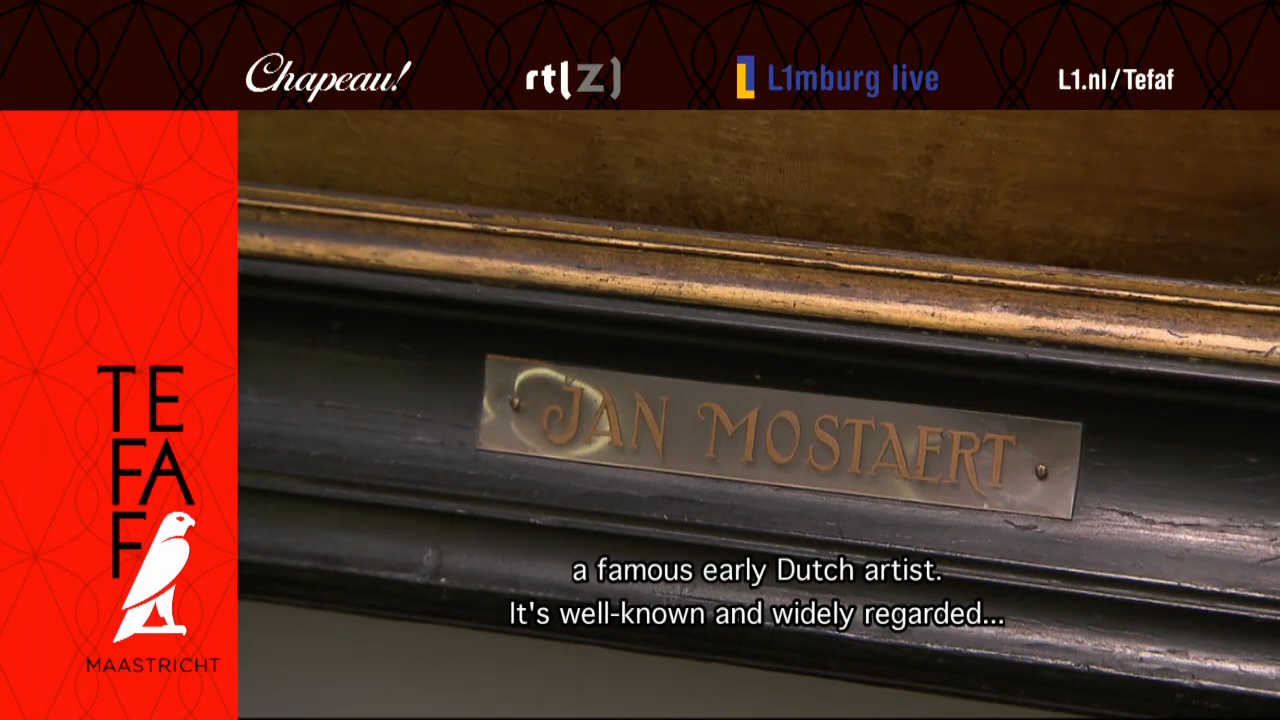 Chapeau!
rtl Z
L1mburg live
L1.nl/Tefaf
TE
FA
F
MAASTRICHT
JAN MOSTAERT
a famous early Dutch artist.
It's well-known and widely regarded...